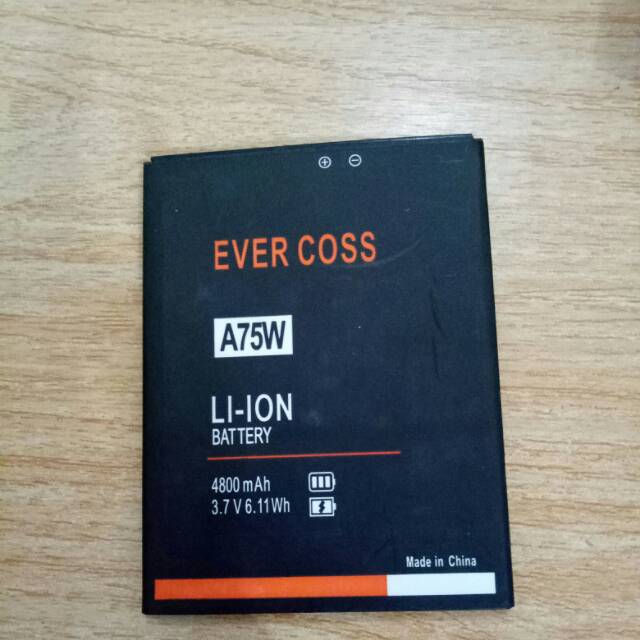 EVER COSS
A75W
LI-ION
BATTERY
4800 mAh
3.7 V 6.11Wh
Made in China